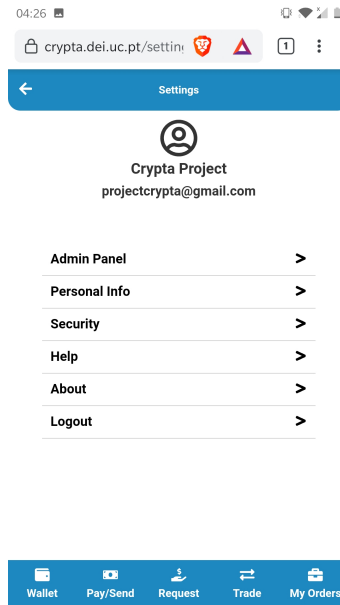 04:26
crypta.dei.uc.pt/settin
1
Settings
Crypta Project
projectcrypta@gmail.com
Admin Panel >
Personal Info >
Security >
Help >
About >
Logout >
Wallet Pay/Send Request Trade My Orders